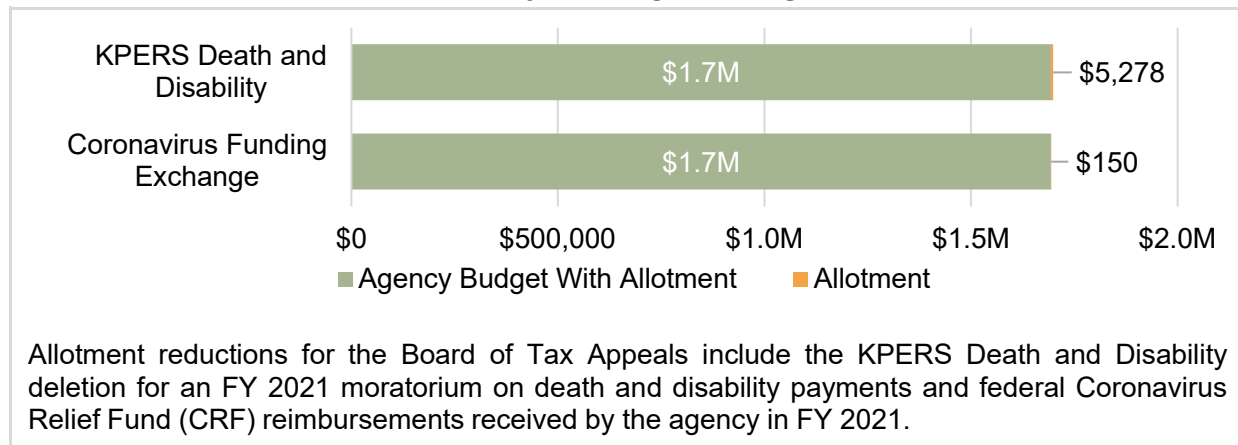 KPERS Death and
Disability
$1.7M
$5,278
Coronavirus Funding
Exchange
$1.7M
$150
$0 $500,000 $1.0M $1.5M $2.0M
Agency Budget With Allotment Allotment
Allotment reductions for the Board of Tax Appeals include the KPERS Death and Disability
deletion for an FY 2021 moratorium on death and disability payments and federal Coronavirus
Relief Fund (CRF) reimbursements received by the agency in FY 2021.